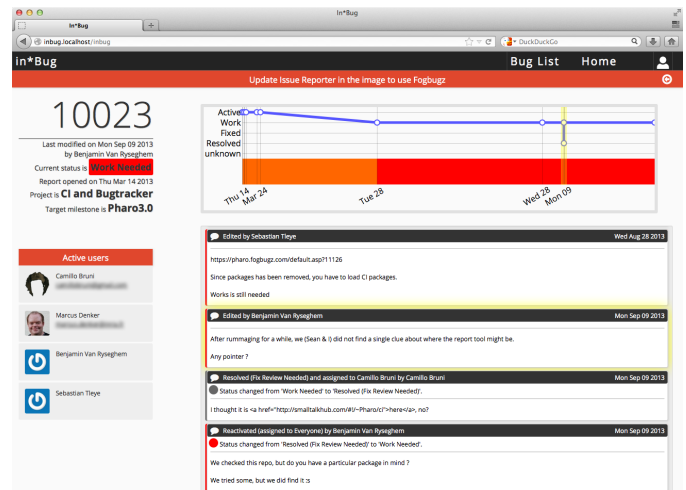 In*Bug
In*Bug
inbug.localhost/inbug
DuckDuckGo
in*Bug
Bug List
Home
Update Issue Reporter in the image to use Fogbugz
10023
Last modified on Mon Sep 09 2013
by Benjamin Van Ryseghem
Current status is Work Needed
Report opened on Thu Mar 14 2013
Project is CI and Bugtracker
Target milestone is Pharo3.0
Active users
Camillo Bruni
Marcus Denker
Benjamin Van Ryseghem
Sebastian Tleye
Active
Work
Fixed
Resolved
unknown
Thu 14
Mar 24
Tue 28
Wed 28
Mon 09
Edited by Sebastian Tleye Wed Aug 28 2013
https://pharo.fogbugz.com/default.asp?11126
Since packages has been removed, you have to load CI packages.
Works is still needed
Edited by Benjamin Van Ryseghem Mon Sep 09 2013
After rummaging for a while, we (Sean & I) did not find a single clue about where the report tool might be.
Any pointer ?
Resolved (Fix Review Needed) and assigned to Camillo Bruni by Camillo Bruni Mon Sep 09 2013
Status changed from 'Work Needed' to 'Resolved (Fix Review Needed)'.
I thought it is <a href="http://smalltalkhub.com/#!/~Pharo/ci">here</a>, no?
Reactivated (assigned to Everyone) by Benjamin Van Ryseghem Mon Sep 09 2013
Status changed from 'Resolved (Fix Review Needed)' to 'Work Needed'.
We checked this repo, but do you have a particular package in mind ?
We tried some, but we did find it :s